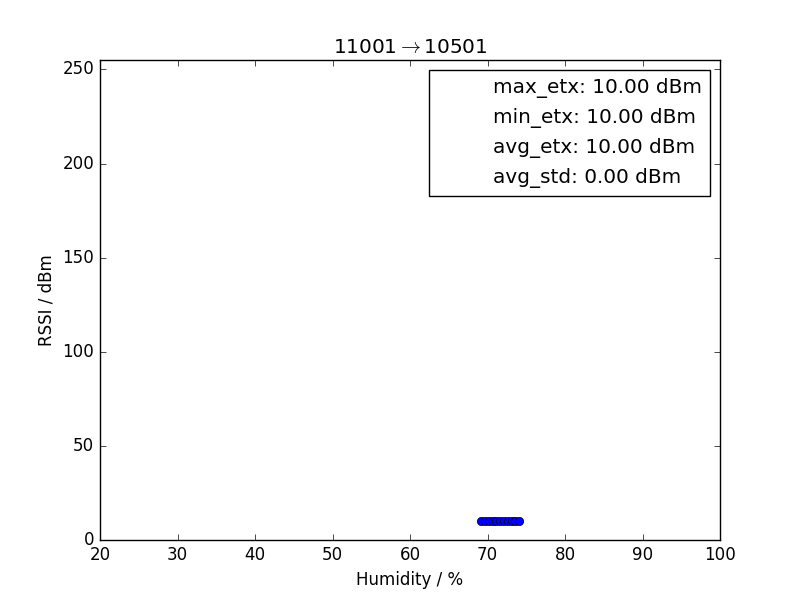 11001→10501
max_etx: 10.00 dBm
min_etx: 10.00 dBm
avg_etx: 10.00 dBm
avg_std: 0.00 dBm
250
200
150
100
50
0
RSSI / dBm
20 30 40 50 60 70 80 90 100
Humidity / %